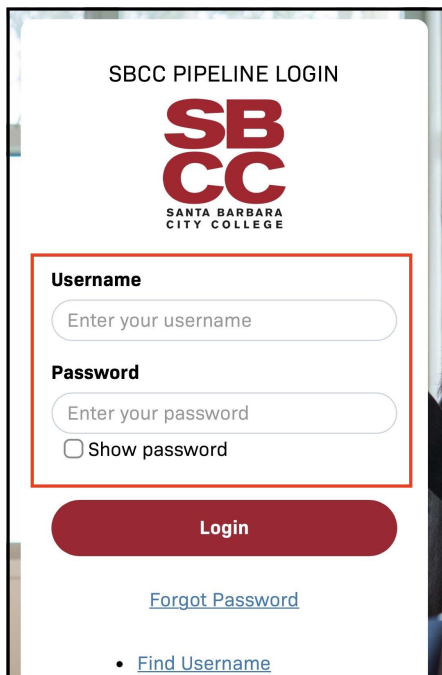 SBCC PIPELINE LOGIN
SB
CC
SANTA BARBARA
CITY COLLEGE
Username
Enter your username
Password
Enter your password
Show password
Login
Forgot Password
Find Username